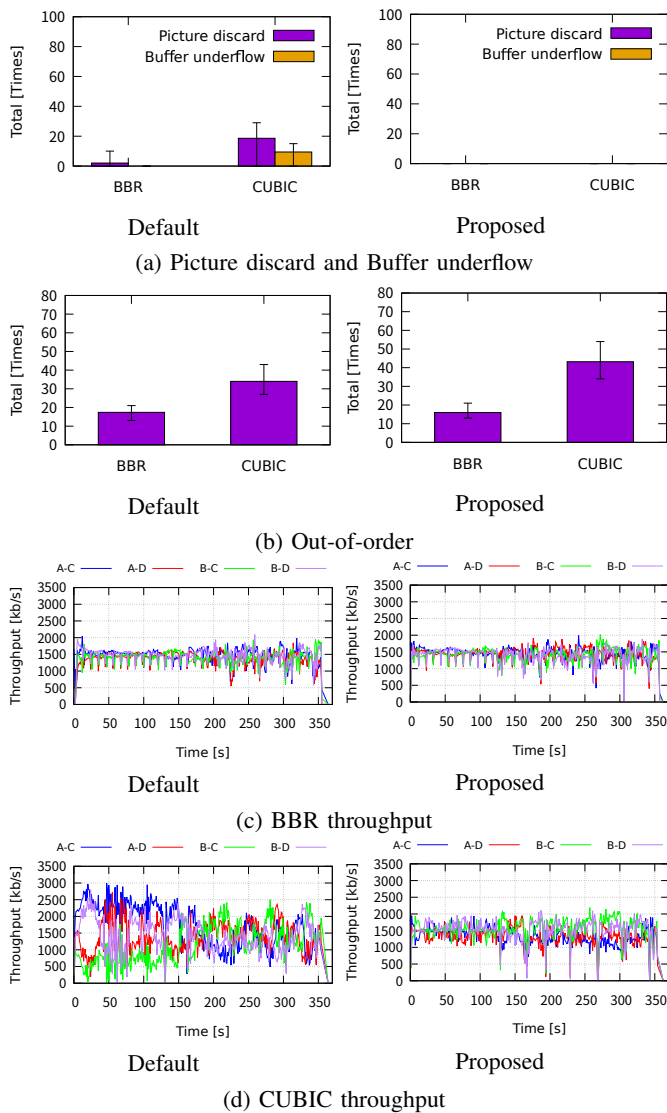 Total [Times]
100
80
60
40
20
0
Picture discard
Buffer underflow
BBR CUBIC
Default
Total [Times]
100
80
60
40
20
0
Picture discard
Buffer underflow
BBR CUBIC
Proposed
(a) Picture discard and Buffer underflow
Total [Times]
80
70
60
50
40
30
20
10
0
BBR CUBIC
Default
Total [Times]
80
70
60
50
40
30
20
10
0
BBR CUBIC
Proposed
(b) Out-of-order
A-C A-D B-C B-D
Throughput [kb/s]
3500
3000
2500
2000
1500
1000
500
0
0 50 100 150 200 250 300 350
Time [s]
Default
A-C A-D B-C B-D
Throughput [kb/s]
3500
3000
2500
2000
1500
1000
500
0
0 50 100 150 200 250 300 350
Time [s]
Proposed
(c) BBR throughput
A-C A-D B-C B-D
Throughput [kb/s]
3500
3000
2500
2000
1500
1000
500
0
0 50 100 150 200 250 300 350
Time [s]
Default
A-C A-D B-C B-D
Throughput [kb/s]
3500
3000
2500
2000
1500
1000
500
0
0 50 100 150 200 250 300 350
Time [s]
Proposed
(d) CUBIC throughput